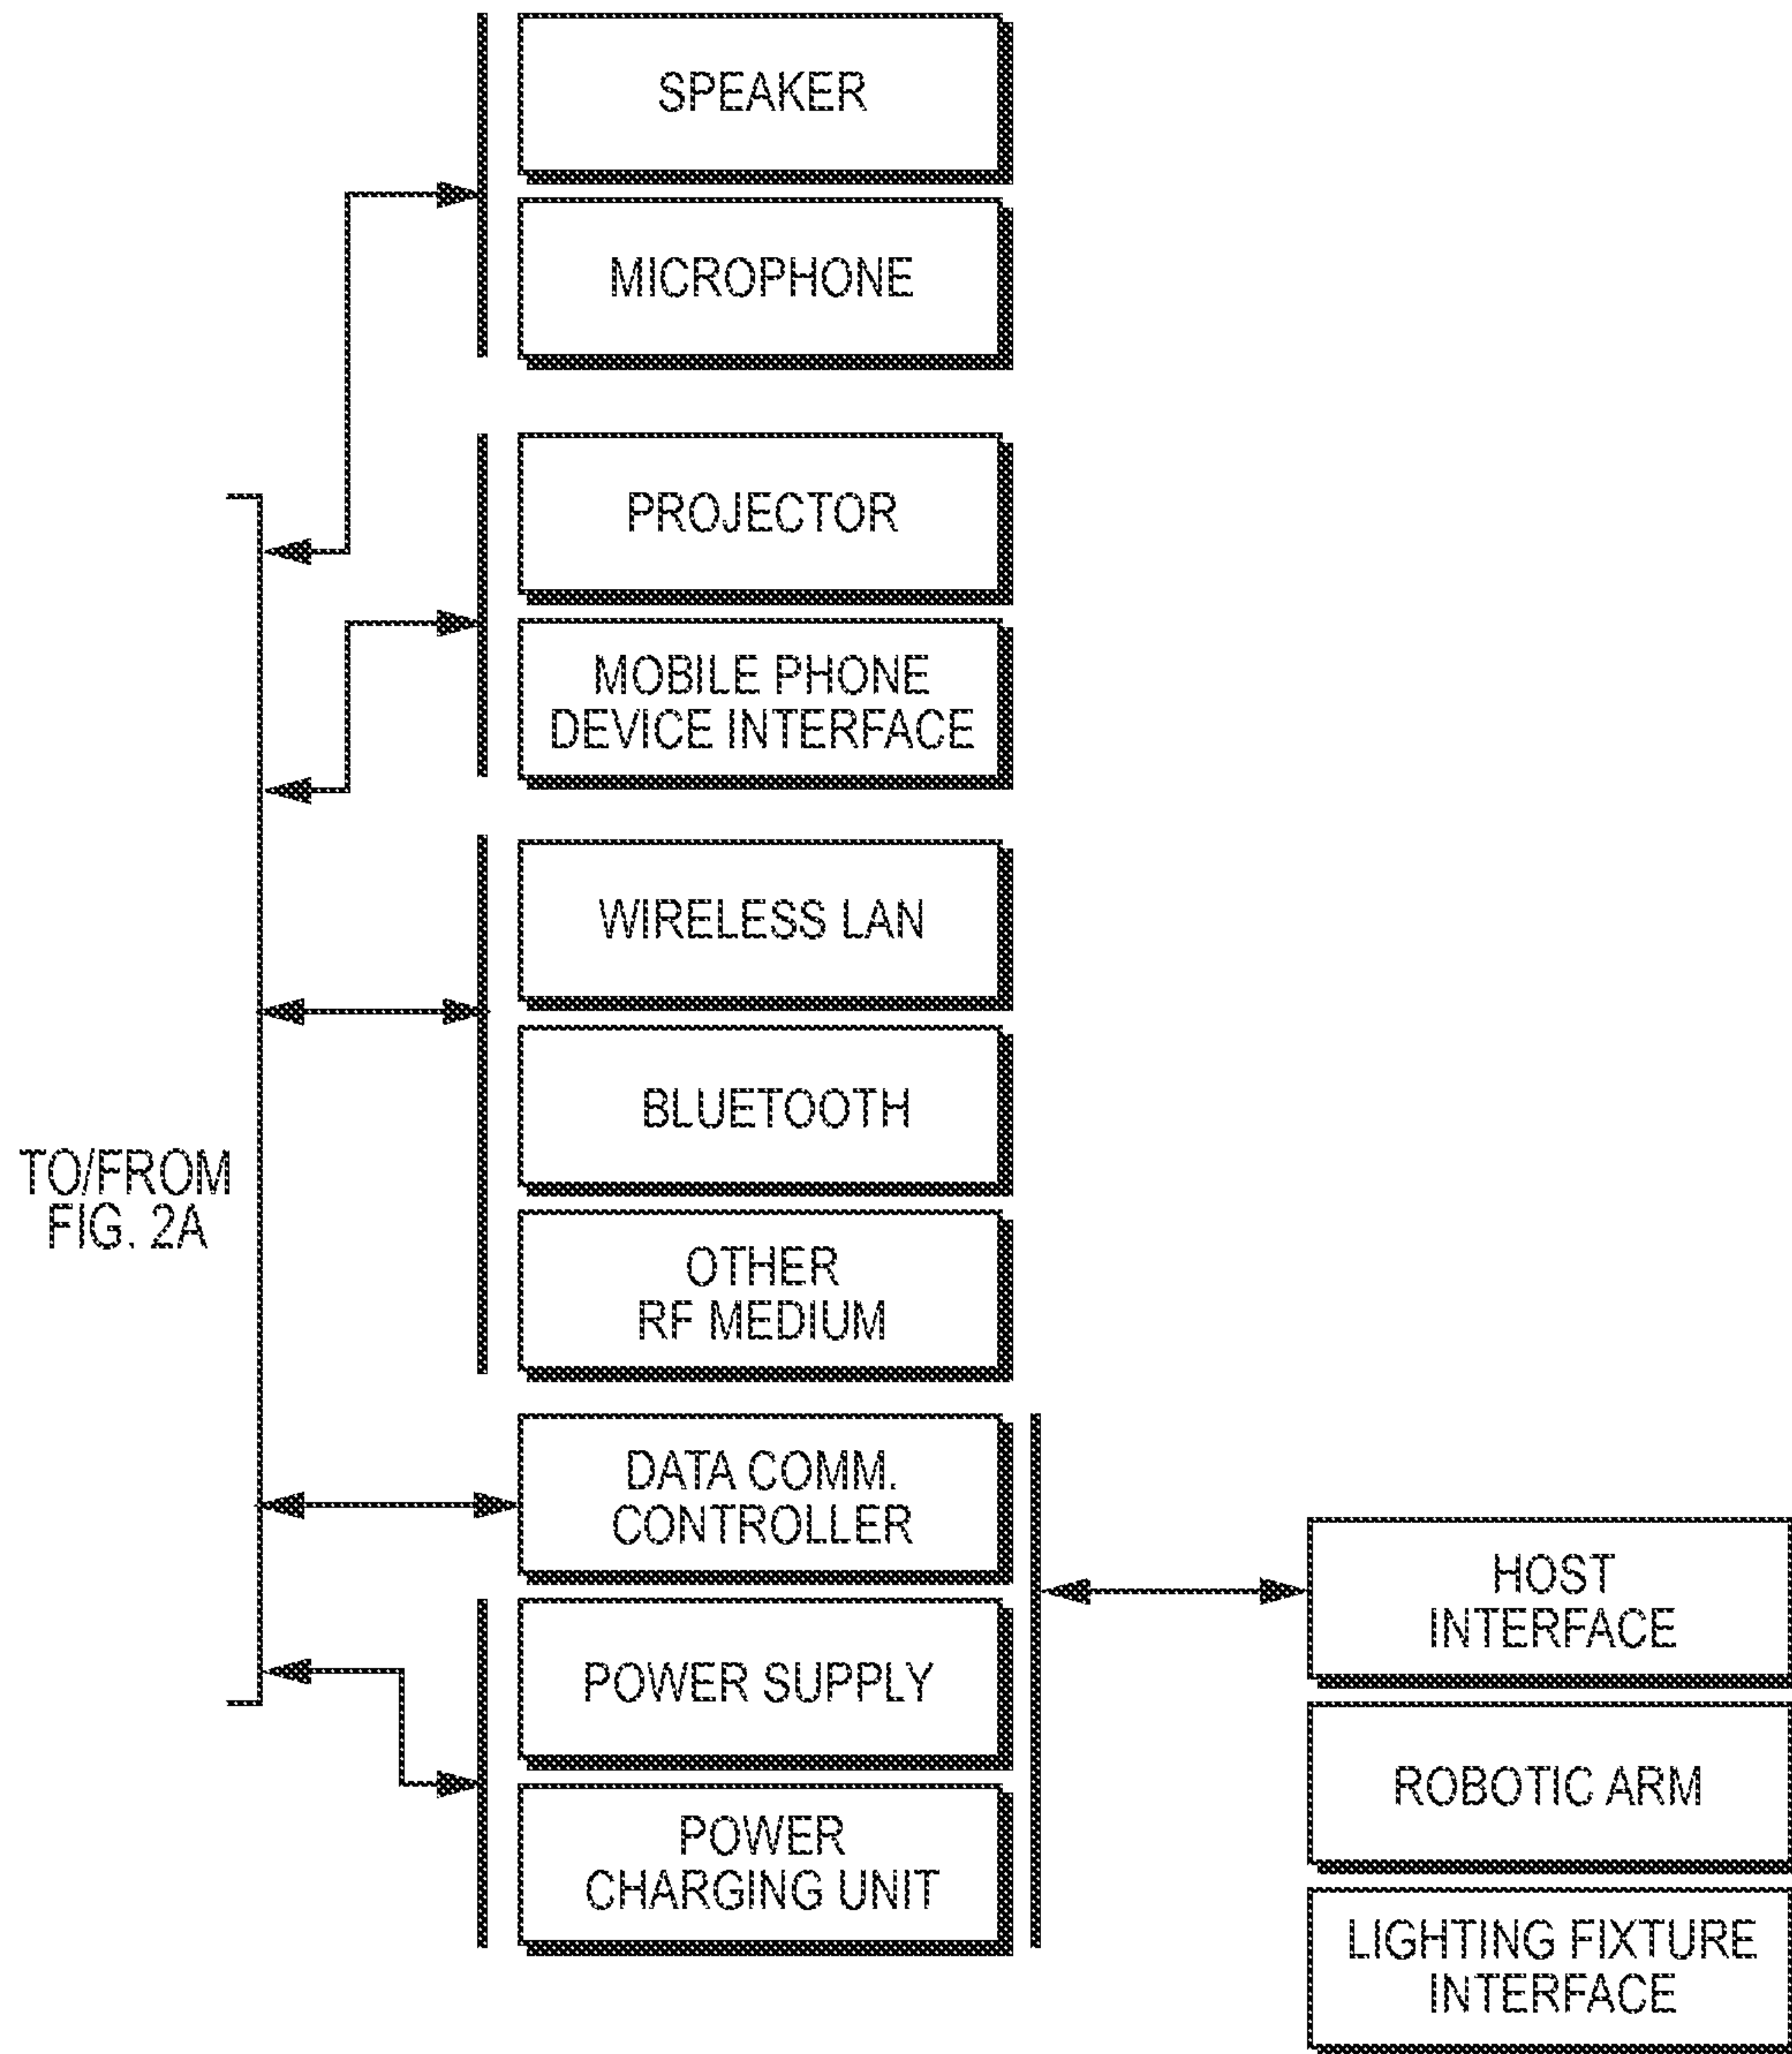 SPEAKER
MICROPHONE
PROJECTOR
MOBILE PHONE
DEVICE INTERFACE
WIRELESS LAN
BLUETOOTH
TO/FROM
FIG. 2A
OTHER
RF MEDIUM
DATA COMM.
CONTROLLER
HOST
INTERFACE
POWER SUPPLY
ROBOTIC ARM
POWER
CHARGING UNIT
LIGHTING FIXTURE
INTERFACE